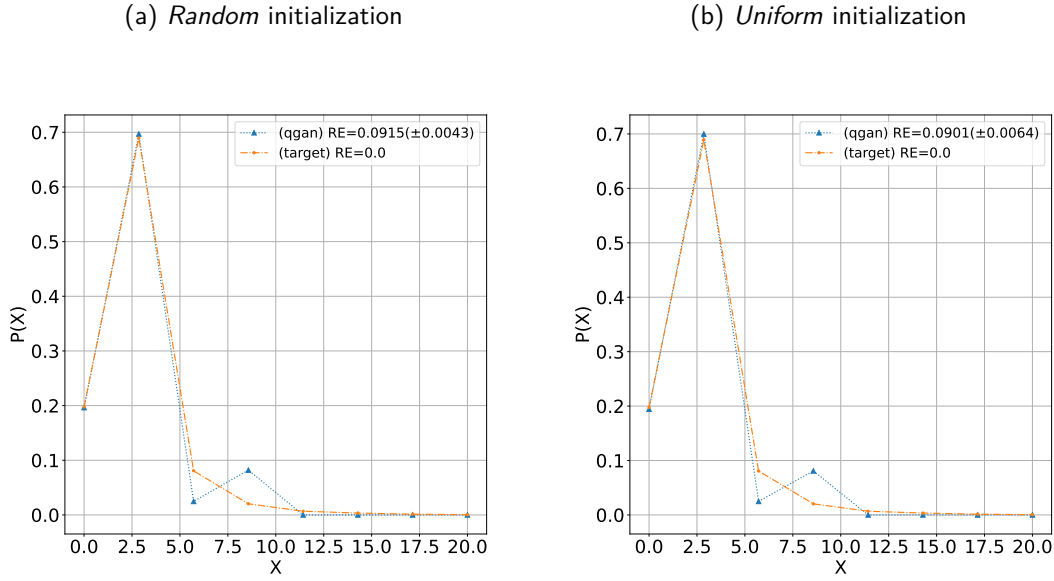 (a) Random initialization
(qgan) RE=0.0915(±0.0043)
(target) RE=0.0
P(X)
0.7
0.6
0.5
0.4
0.3
0.2
0.1
0.0
0.0 2.5 5.0 7.5 10.0 12.5 15.0 17.5 20.0
X
(b) Uniform initialization
(qgan) RE=0.0901(±0.0064)
(target) RE=0.0
P(X)
0.7
0.6
0.5
0.4
0.3
0.2
0.1
0.0
0.0 2.5 5.0 7.5 10.0 12.5 15.0 17.5 20.0
X